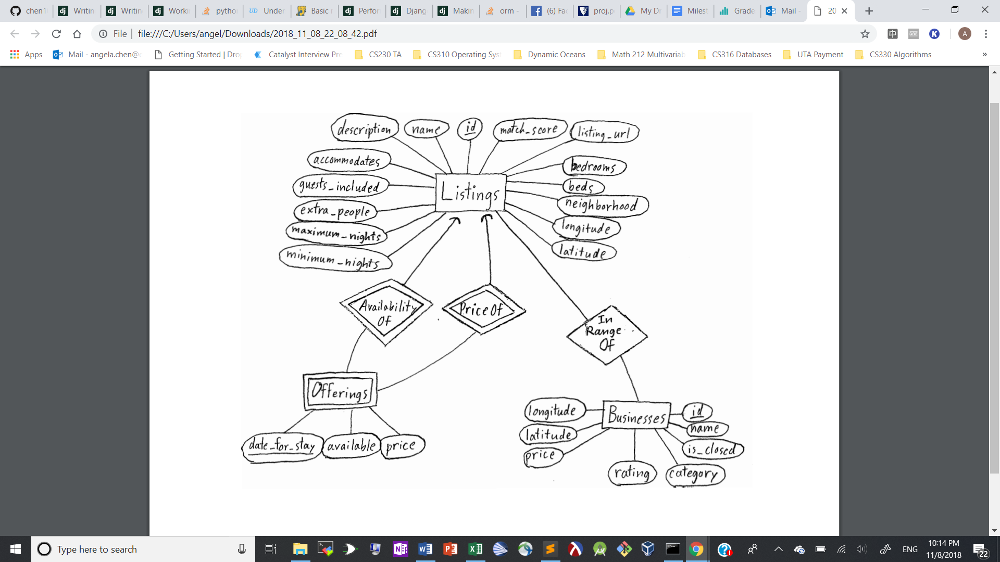 chen1
Writin
Writin
Worki
pytho
UD Under
Basic r
Perfor
Djang
Makin
orm -
(6) Fac
proj.p
My Dr
Milest
Grade
Mail -
20
File file:///C:/Users/angel/Downloads/2018_11_08_22_08_42.pdf
Apps
Mail - angela.chen@
Getting Started | Dro
Catalyst Interview Pre
CS230 TA
CS310 Operating Sys
Dynamic Oceans
Math 212 Multivariab
CS316 Databases
UTA Payment
CS330 Algorithms
description name id match_score listing_url
accommodates
bedrooms
guests_included
Listings
beds
extra_people
neighborhood
maximum_nights
longitude
minimum_nights
latitude
Availability
Of
Price Of
In
Range
Of
Offerings
date_for_stay available price
longitude
Businesses
id
latitude
name
price
is_closed
rating
category
Type here to search
ENG
10:14 PM
11/8/2018
22